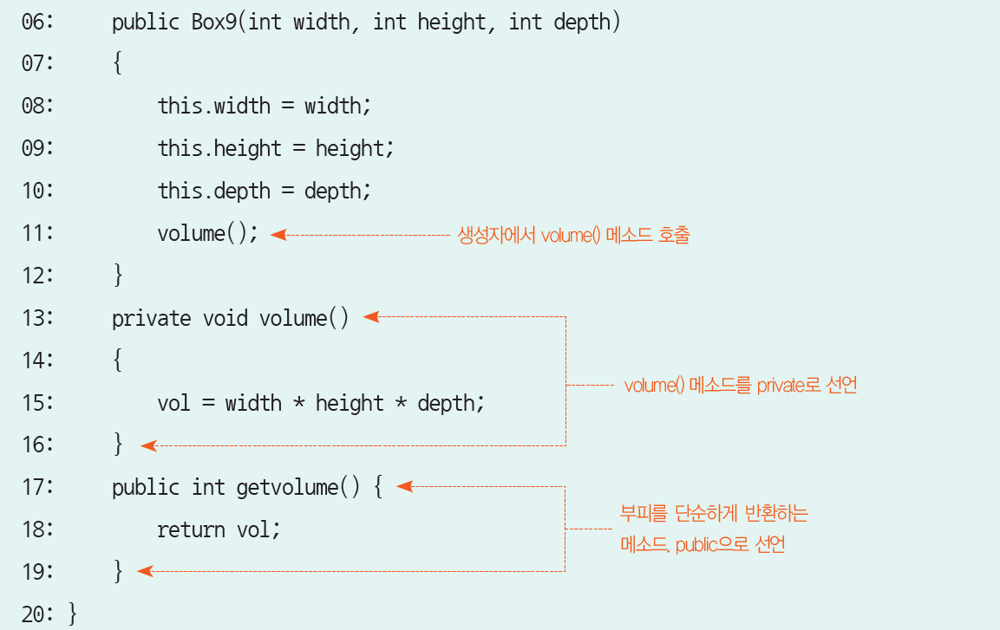 06: public Box9(int width, int height, int depth)
07: {
08: this.width = width;
09: this.height = height;
10: this.depth = depth;
11: volume(); 생성자에서 volume() 메소드 호출
12: }
13: private void volume()
14: {
volume() 메소드를 private로 선언
15: vol = width * height * depth;
16: }
17: public int getvolume() {
부피를 단순하게 반환하는
18: return vol;
메소드. public으로 선언
19: }
20: }